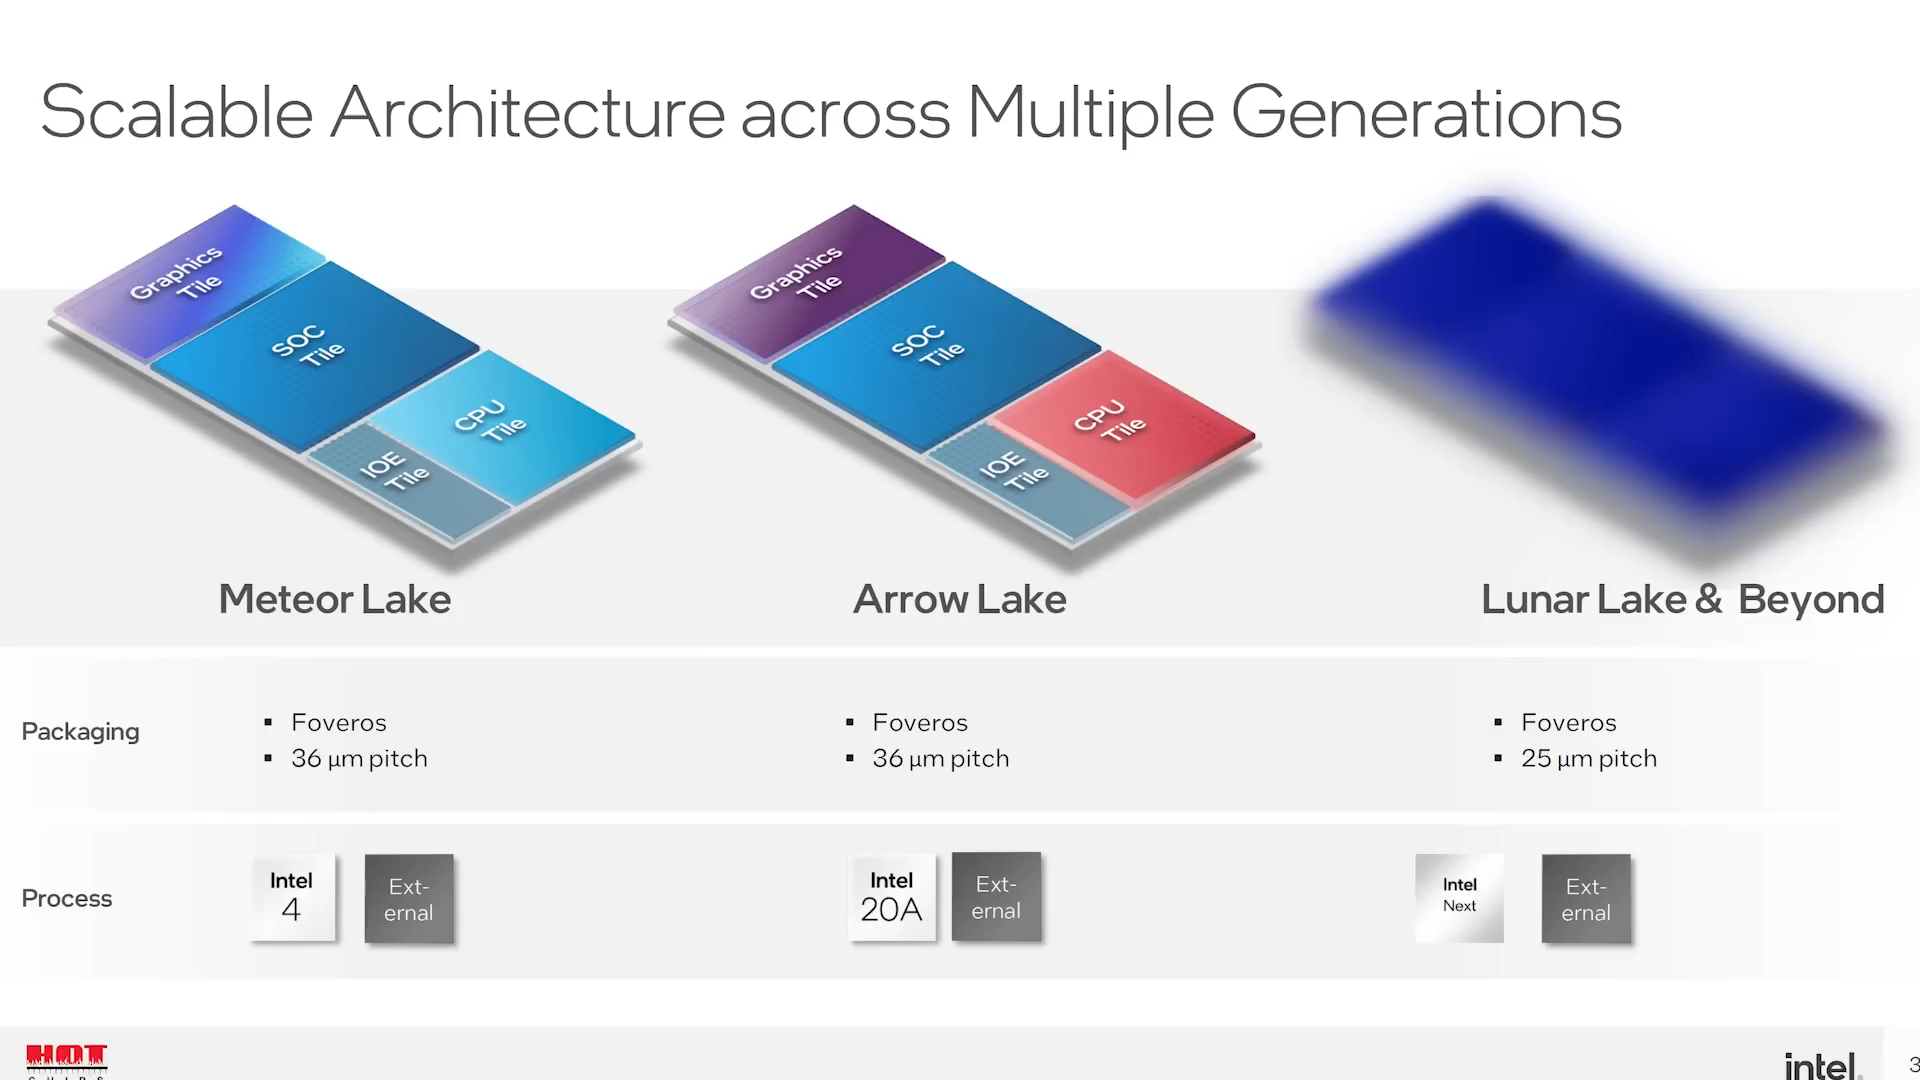 Scalable Architecture across Multiple Generations
Graphics
Tile
SOC
Tile
CPU
Tile
IOE
Tile
Graphics
Tile
SOC
Tile
CPU
Tile
IOE
Tile
Meteor Lake
Arrow Lake
Lunar Lake & Beyond
Packaging
▪ Foveros
▪ 36 µm pitch
▪ Foveros
▪ 36 µm pitch
▪ Foveros
▪ 25 µm pitch
Process
Intel
4
Ext-
ernal
Intel
20A
Ext-
ernal
Intel
Next
Ext-
ernal
HOT
CHIPS
intel.
3